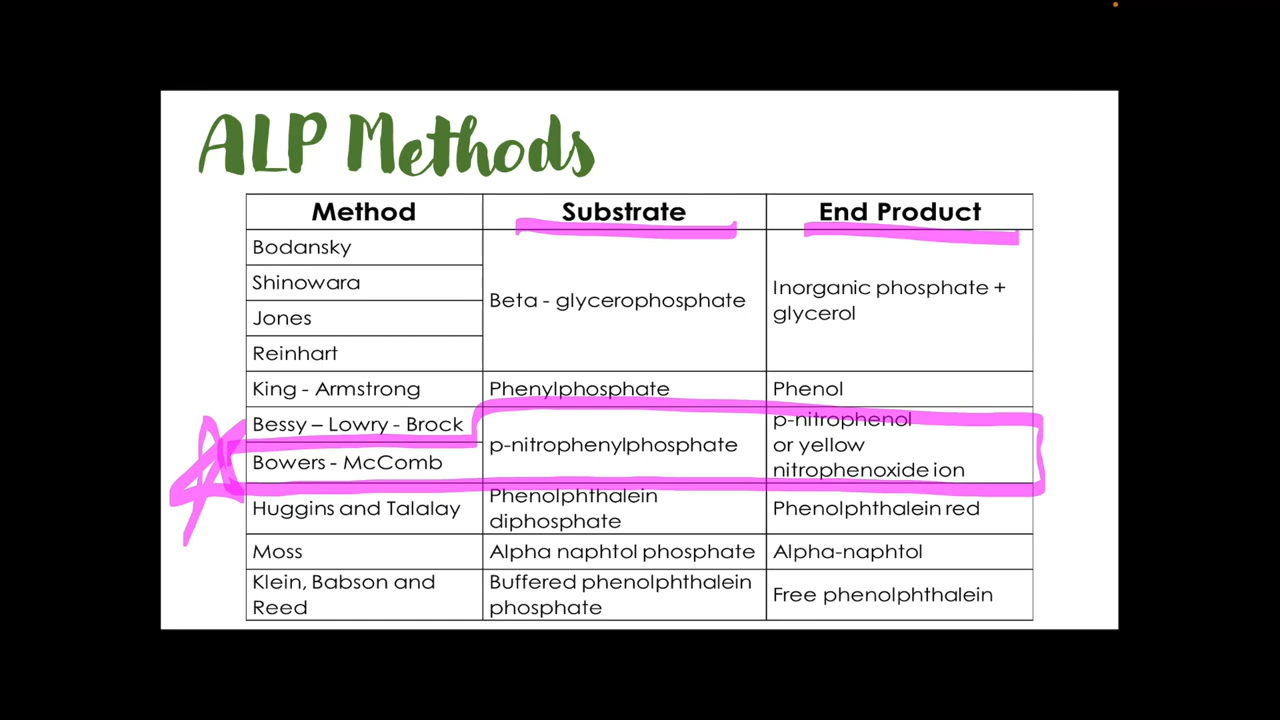 ALP Methods
Method Substrate End Product
Bodansky
Shinowara
Jones
Reinhart
Beta - glycerophosphate
Inorganic phosphate +
glycerol
King - Armstrong Phenylphosphate Phenol
Bessy – Lowry - Brock
Bowers - McComb
p-nitrophenylphosphate
p-nitrophenol
or yellow
nitrophenoxide ion
Huggins and Talalay
Phenolphthalein
diphosphate
Phenolphthalein red
Moss Alpha naphtol phosphate Alpha-naphtol
Klein, Babson and
Reed
Buffered phenolphthalein
phosphate
Free phenolphthalein